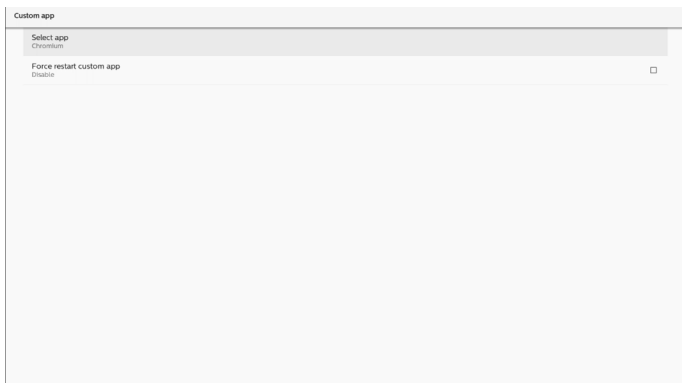 Custom app
Select app
Chromium
Force restart custom app
Disable